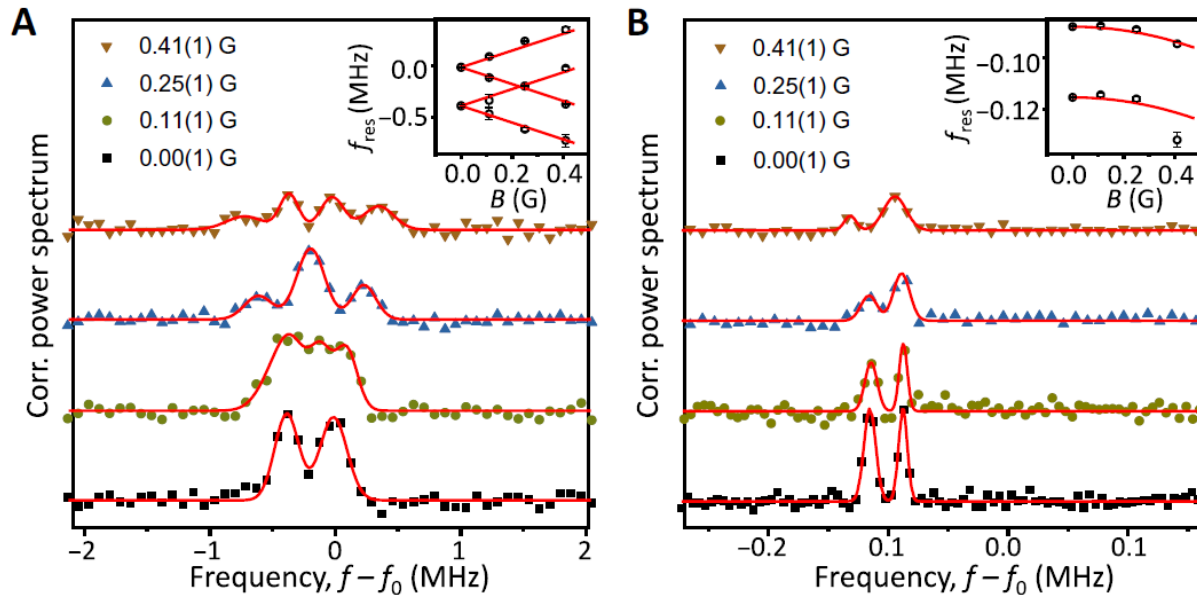 A
0.41(1) G
0.25(1) G
0.11(1) G
0.00(1) G
f_res (MHz)
0.0
−0.5
0.0 0.2 0.4
B (G)
Corr. power spectrum
−2 −1 0 1 2
Frequency, f – f_0 (MHz)
B
0.41(1) G
0.25(1) G
0.11(1) G
0.00(1) G
f_res (MHz)
−0.10
−0.12
0.0 0.2 0.4
B (G)
Corr. power spectrum
−0.2 0.1 0.0 0.1
Frequency, f – f_0 (MHz)